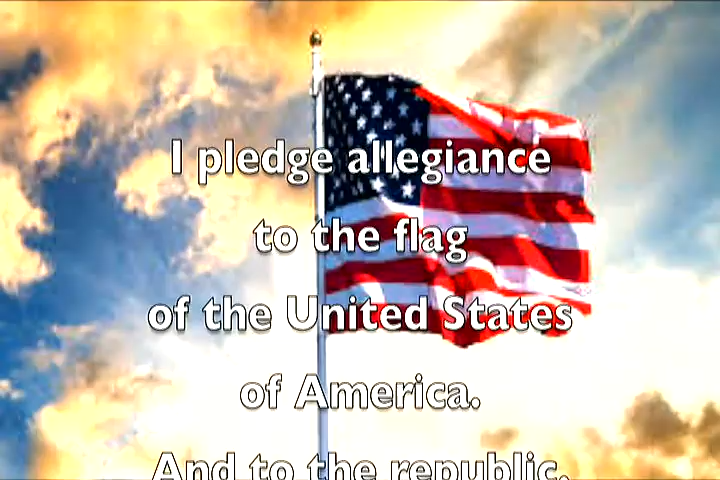 I pledge allegiance
to the flag
of the United States
of America.
And to the republic,